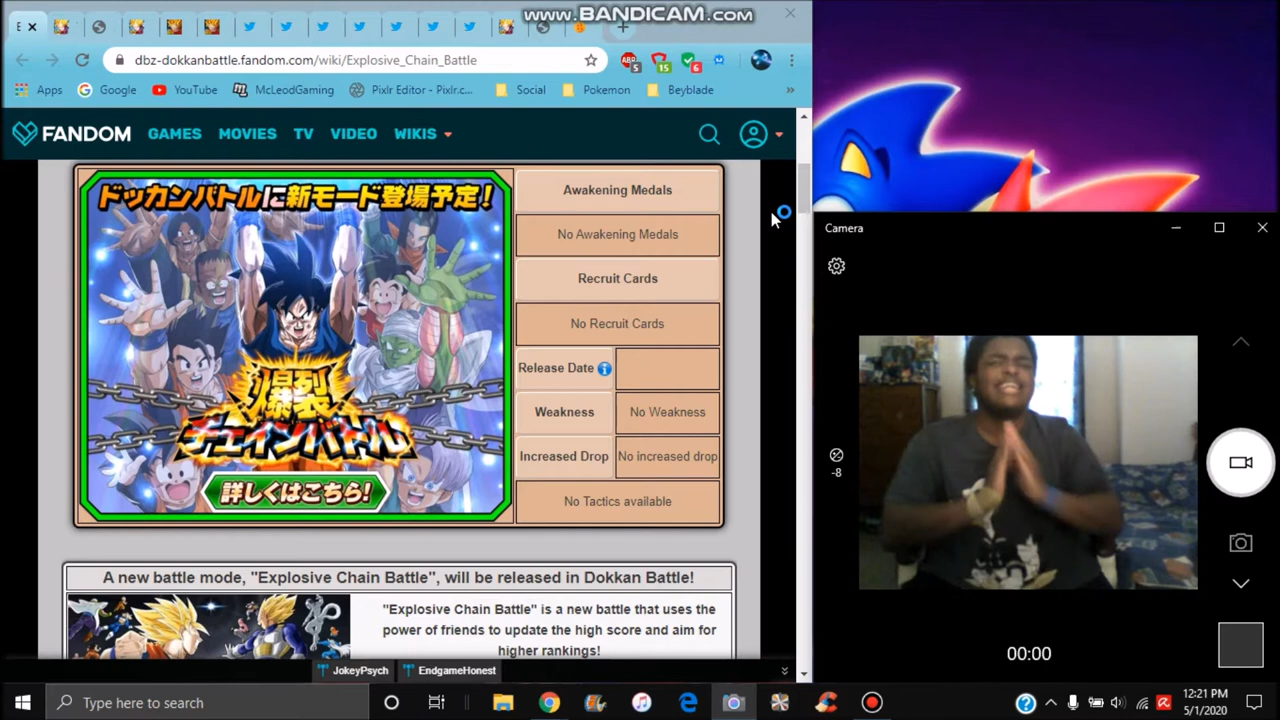 www.BANDICAM.com
E
dbz-dokkanbattle.fandom.com/wiki/Explosive_Chain_Battle
ABP
5
15
6
Apps
Google
YouTube
McLeodGaming
Pixlr Editor - Pixlr.c...
Social
Pokemon
Beyblade
»
FANDOM
GAMES
MOVIES
TV
VIDEO
WIKIS
ドッカンバトルに新モード登場予定!
爆裂
チェインバトル
詳しくはこちら!
Awakening Medals
No Awakening Medals
Recruit Cards
No Recruit Cards
Release Date
Weakness
No Weakness
Increased Drop
No increased drop
No Tactics available
A new battle mode, "Explosive Chain Battle", will be released in Dokkan Battle!
"Explosive Chain Battle" is a new battle that uses the
power of friends to update the high score and aim for
higher rankings!
JokeyPsych
EndgameHonest
Camera
-8
00:00
Type here to search
12:21 PM
5/1/2020